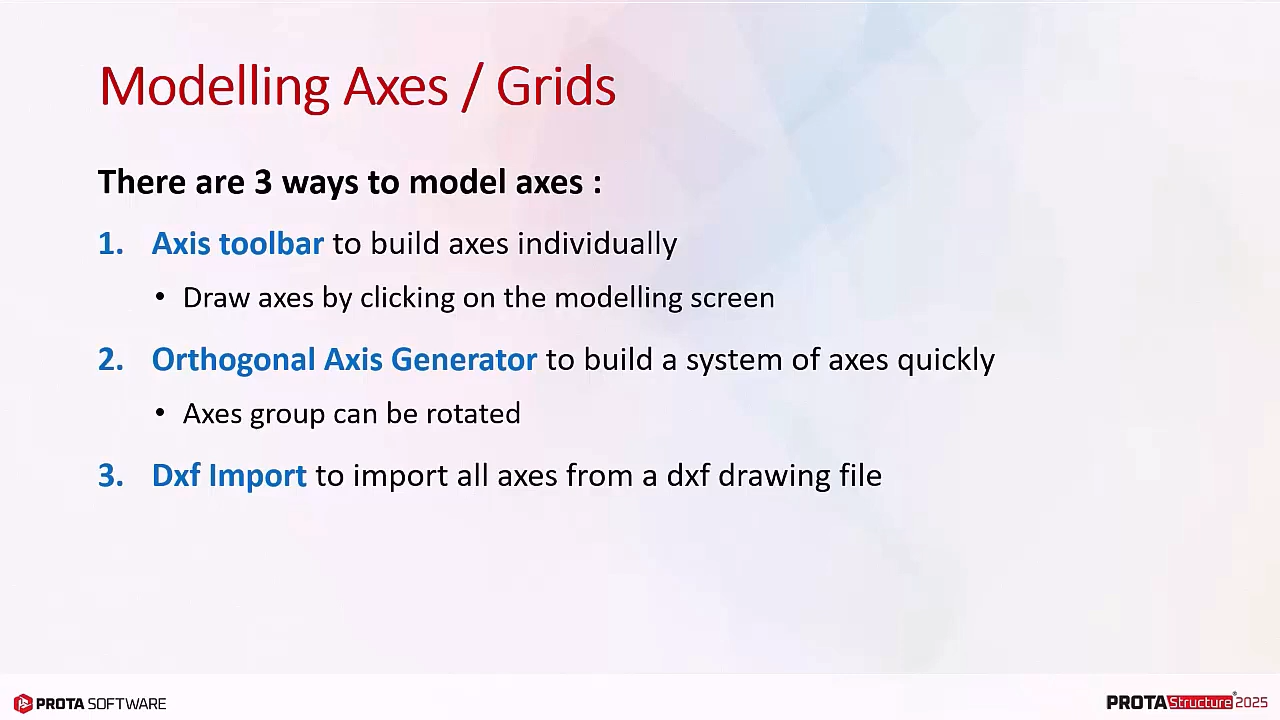 Modelling Axes / Grids
There are 3 ways to model axes :
1. Axis toolbar to build axes individually
• Draw axes by clicking on the modelling screen
2. Orthogonal Axis Generator to build a system of axes quickly
• Axes group can be rotated
3. Dxf Import to import all axes from a dxf drawing file
PROTA SOFTWARE
PROTAStructure® 2025